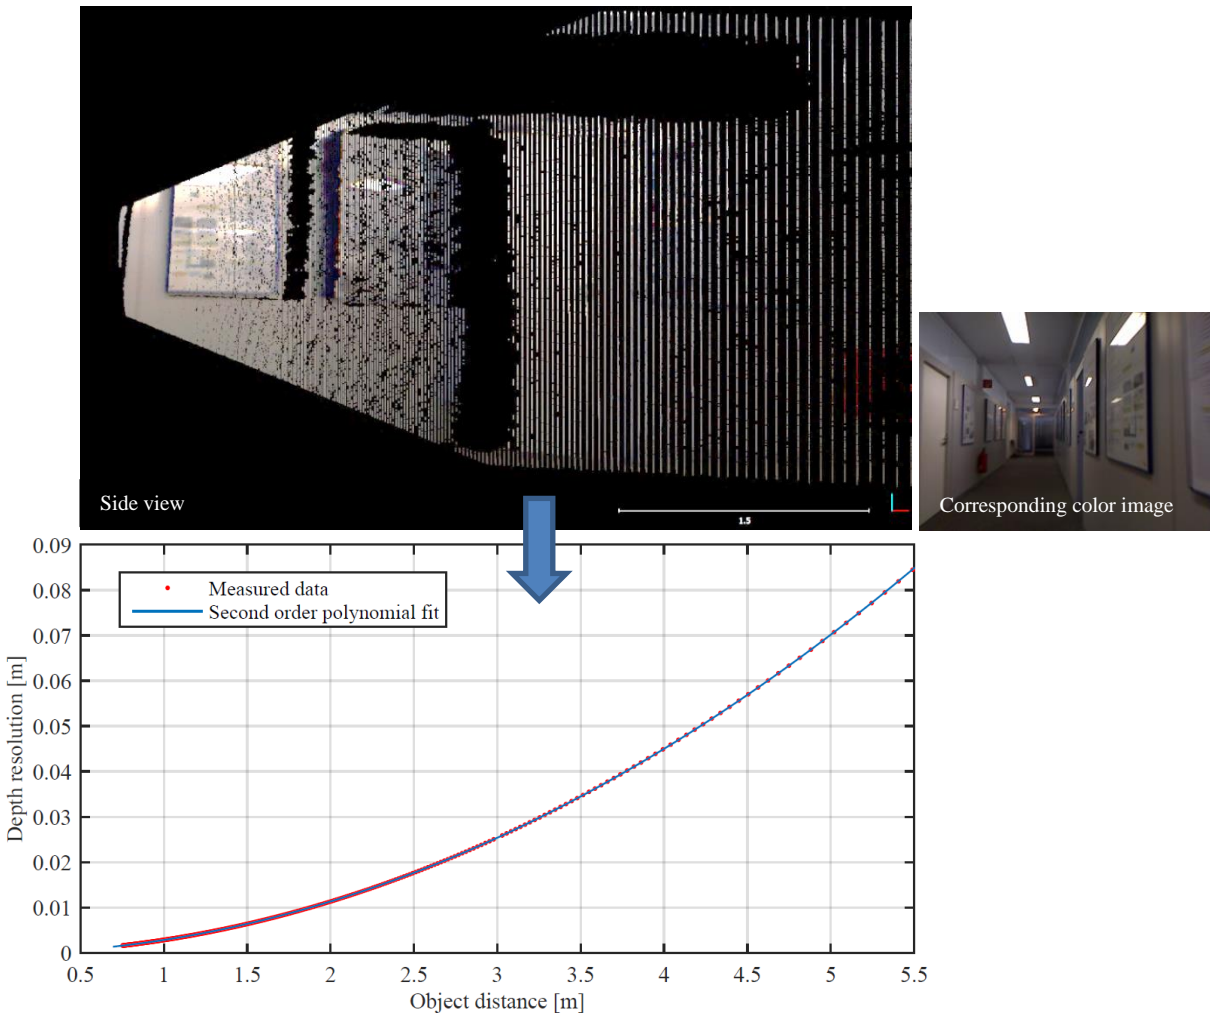 Side view
1.5
Corresponding color image
0.09
0.08
0.07
0.06
0.05
0.04
0.03
0.02
0.01
0
Depth resolution [m]
Measured data
Second order polynomial fit
0.5 1 1.5 2 2.5 3 3.5 4 4.5 5 5.5
Object distance [m]